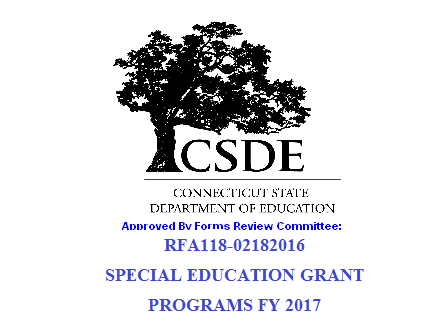 CSDE
CONNECTICUT STATE
DEPARTMENT OF EDUCATION
Approved By Forms Review Committee:
RFA118-02182016
SPECIAL EDUCATION GRANT
PROGRAMS FY 2017